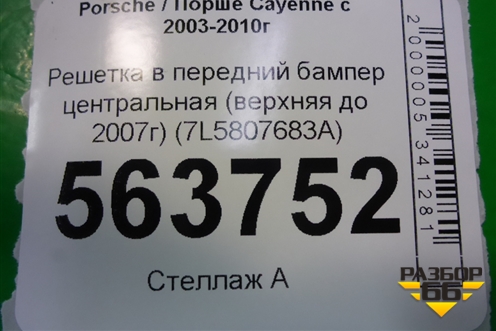 Porsche / Порше Cayenne с
2003-2010г
Решетка в передний бампер
центральная (верхняя до
2007г) (7L5807683A)
563752
Стеллаж А
2000005341281
РАЗБОР
66